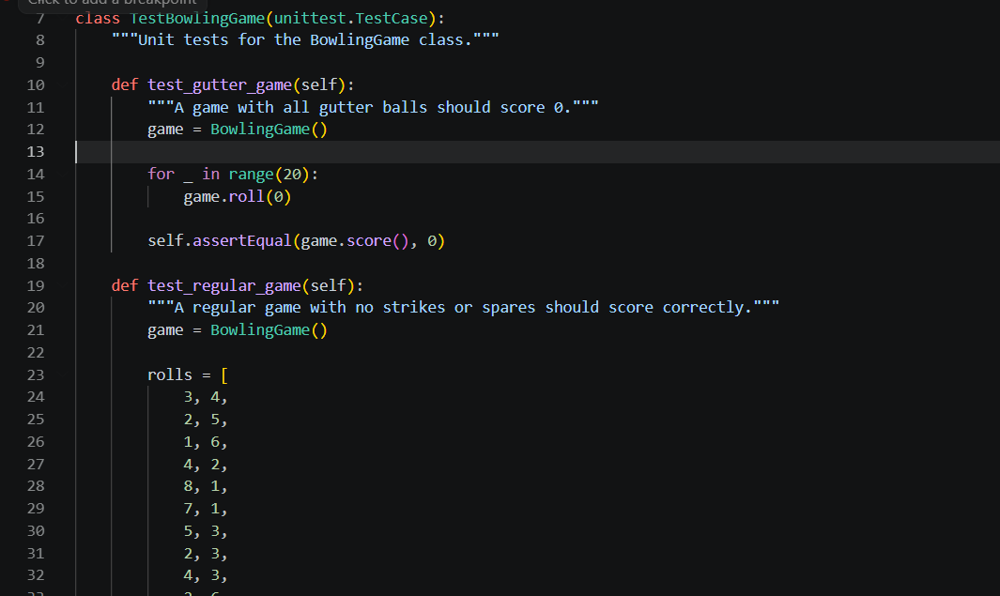 Click to add a breakpoint
7 class TestBowlingGame(unittest.TestCase):
8 """Unit tests for the BowlingGame class."""
9
10 def test_gutter_game(self):
11 """A game with all gutter balls should score 0."""
12 game = BowlingGame()
13
14 for _ in range(20):
15 game.roll(0)
16
17 self.assertEqual(game.score(), 0)
18
19 def test_regular_game(self):
20 """A regular game with no strikes or spares should score correctly."""
21 game = BowlingGame()
22
23 rolls = [
24 3, 4,
25 2, 5,
26 1, 6,
27 4, 2,
28 8, 1,
29 7, 1,
30 5, 3,
31 2, 3,
32 4, 3,